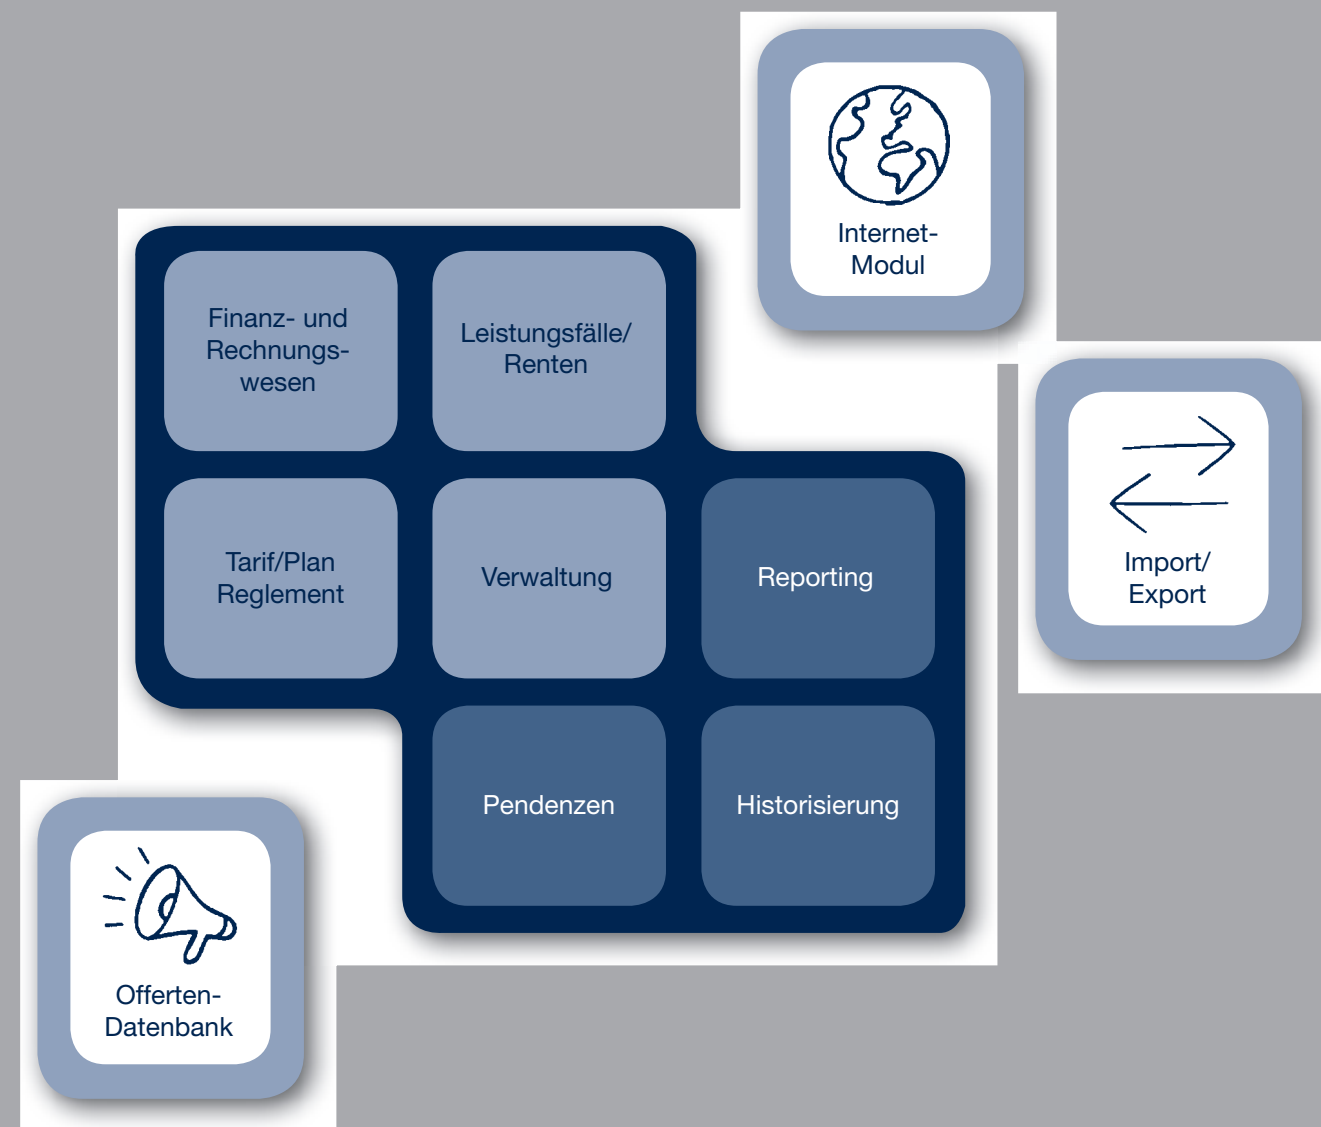 Internet-
Modul
Finanz- und
Rechnungs-
wesen
Leistungsfälle/
Renten
Tarif/Plan
Reglement
Verwaltung
Reporting
Import/
Export
Pendenzen
Historisierung
Offerten-
Datenbank